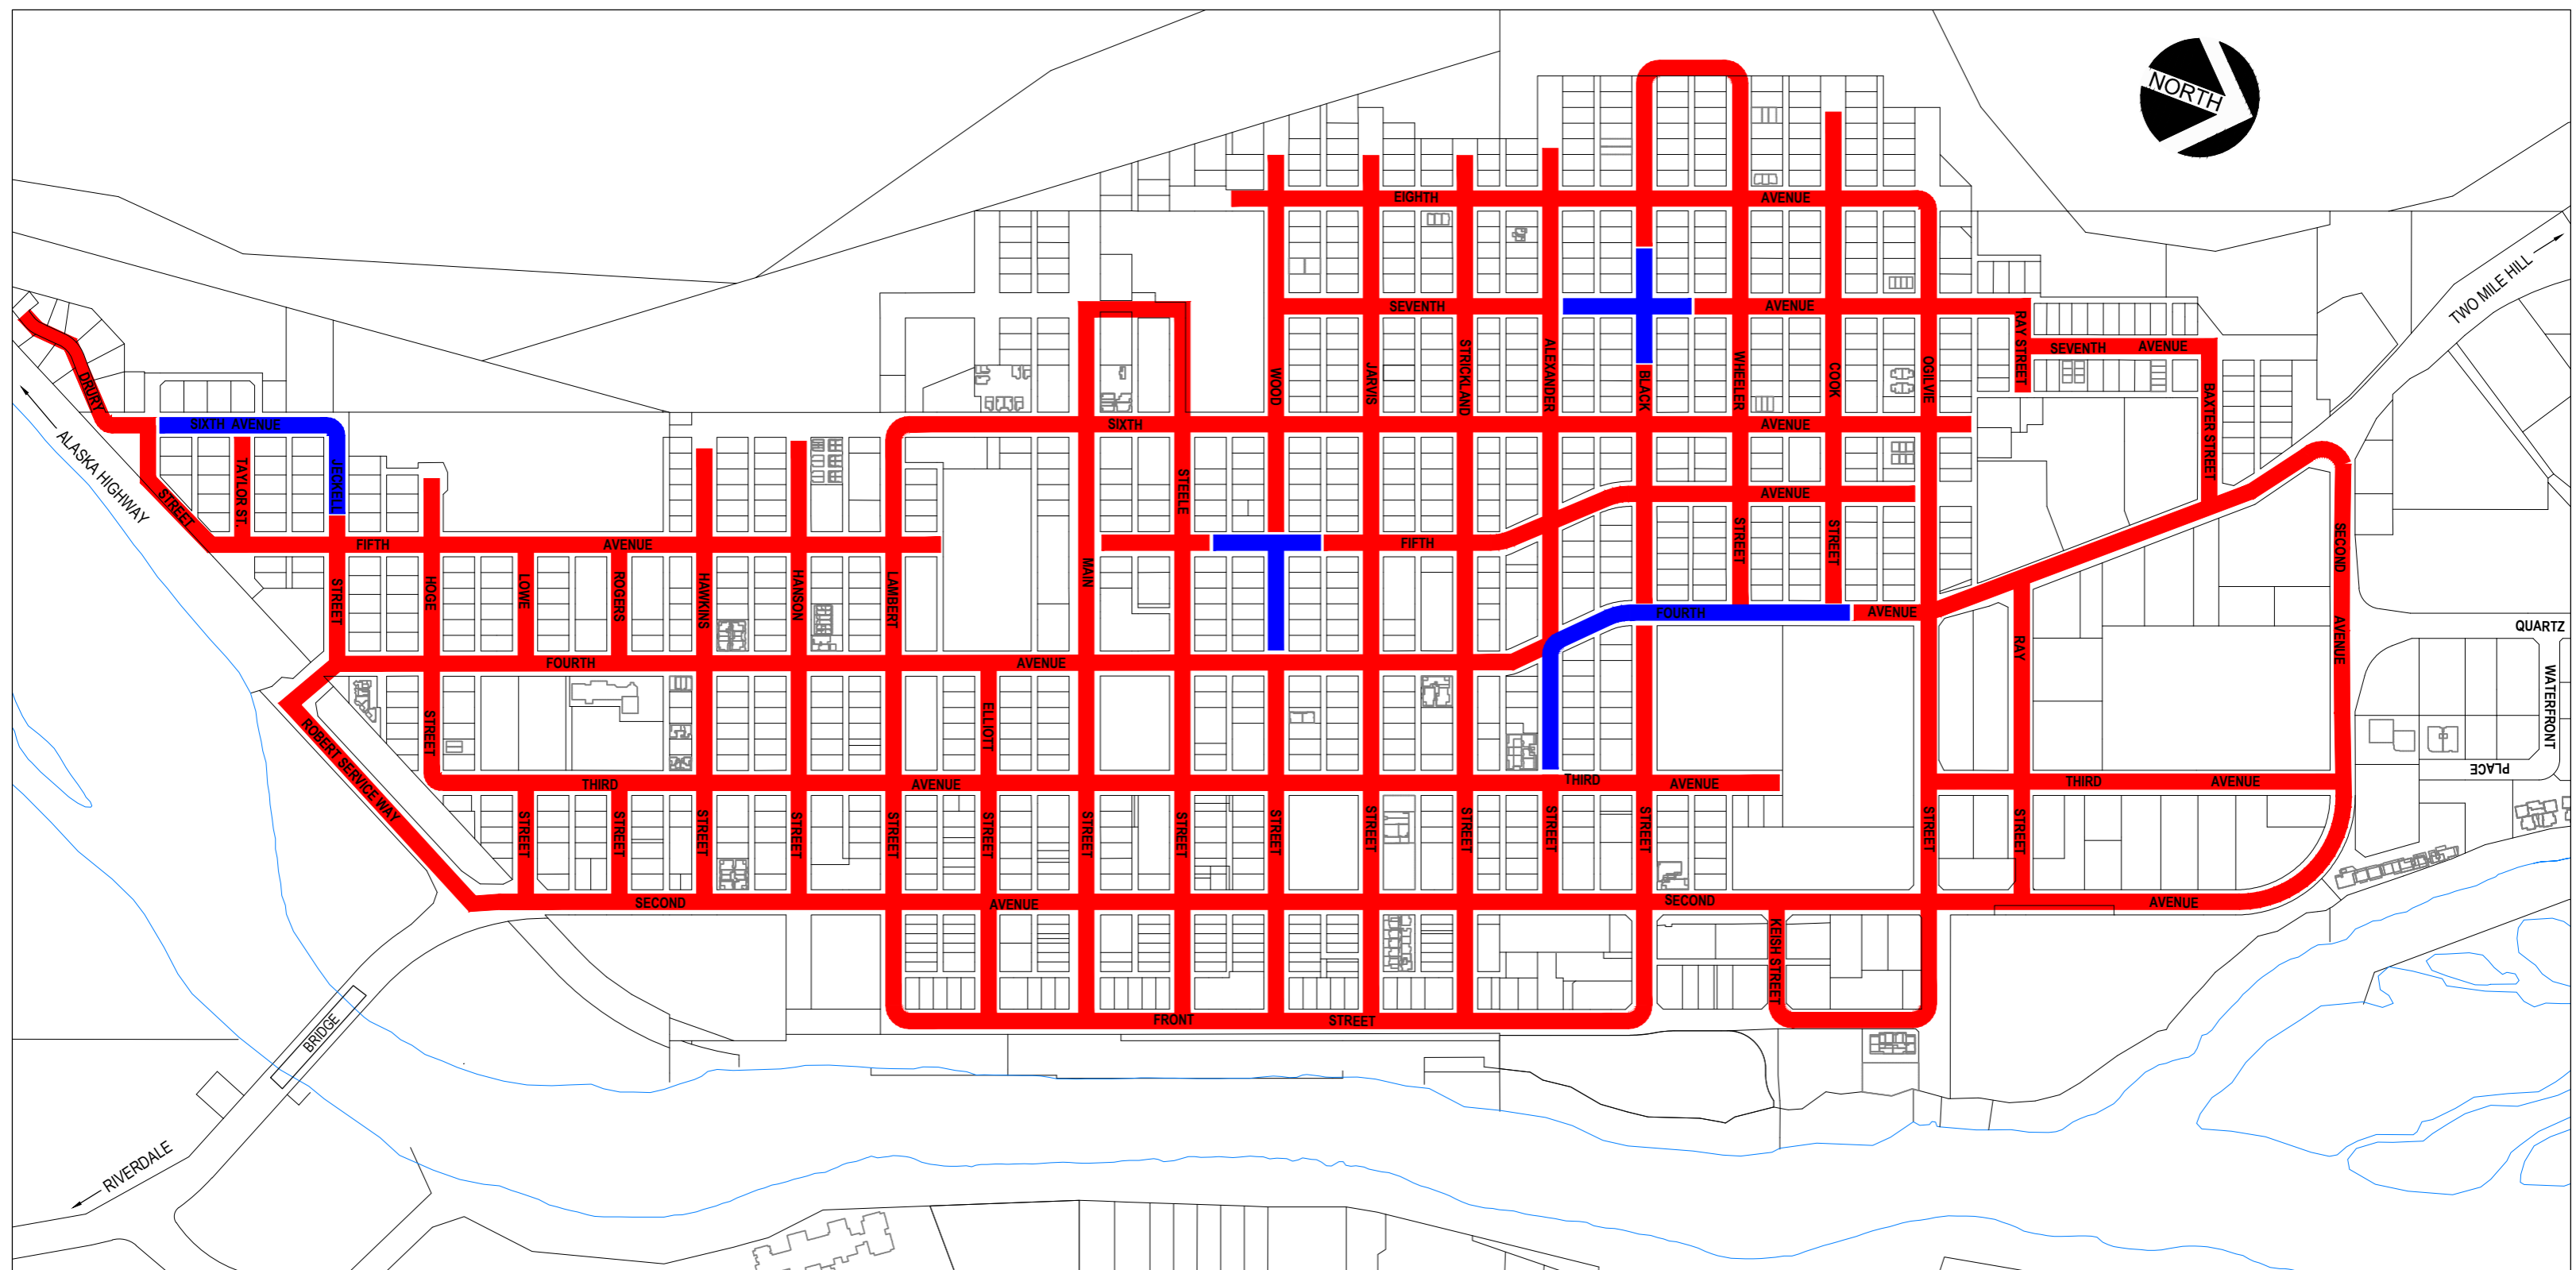 NORTH
EIGHTH AVENUE
TWO MILE HILL
SEVENTH AVENUE
RAY STREET
SEVENTH AVENUE
DRURY
STREET
SIXTH AVENUE
JECKELL
STREET
TAYLOR ST.
ALASKA HIGHWAY
SIXTH AVENUE
WOOD
STREET
JARVIS
STREET
STRICKLAND
STREET
ALEXANDER
STREET
BLACK
STREET
WHEELER
STREET
COOK
STREET
OGILVIE
STREET
BAXTER STREET
STEELE
STREET
MAIN
STREET
AVENUE
FIFTH AVENUE
FIFTH
HOGE
STREET
LOWE
STREET
ROGERS
STREET
HAWKINS
STREET
HANSON
STREET
LAMBERT
STREET
ELLIOTT
STREET
FOURTH AVENUE
FOURTH AVENUE
RAY
STREET
SECOND AVENUE
QUARTZ
WATERFRONT
PLACE
ROBERT SERVICE WAY
THIRD AVENUE
THIRD AVENUE
THIRD AVENUE
SECOND AVENUE
SECOND AVENUE
KEISH STREET
FRONT STREET
BRIDGE
RIVERDALE